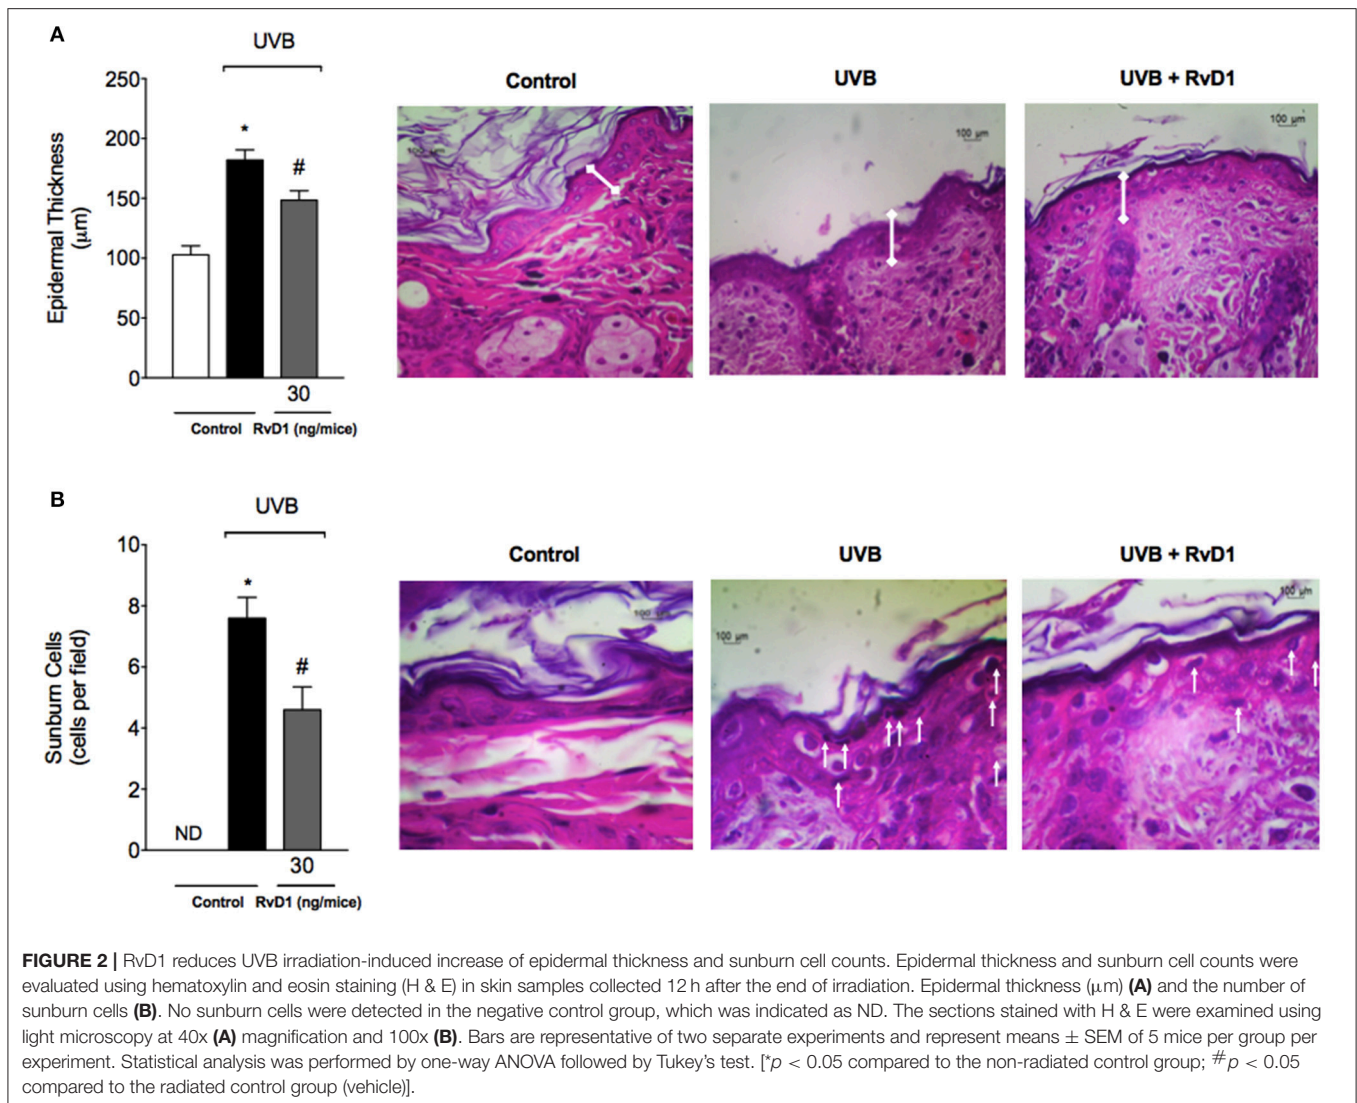 A
UVB
250
200
150
100
50
0
Epidermal Thickness
(μm)
*
#
30
Control RvD1 (ng/mice)
Control
UVB
UVB + RvD1
100 μm
100 μm
100 μm
B
UVB
10
8
6
4
2
0
Sunburn Cells
(cells per field)
ND
*
#
30
Control RvD1 (ng/mice)
Control
UVB
UVB + RvD1
100 μm
100 μm
100 μm
FIGURE 2 | RvD1 reduces UVB irradiation-induced increase of epidermal thickness and sunburn cell counts. Epidermal thickness and sunburn cell counts were
evaluated using hematoxylin and eosin staining (H & E) in skin samples collected 12 h after the end of irradiation. Epidermal thickness (μm) (A) and the number of
sunburn cells (B). No sunburn cells were detected in the negative control group, which was indicated as ND. The sections stained with H & E were examined using
light microscopy at 40x (A) magnification and 100x (B). Bars are representative of two separate experiments and represent means ± SEM of 5 mice per group per
experiment. Statistical analysis was performed by one-way ANOVA followed by Tukey's test. [*p < 0.05 compared to the non-radiated control group; #p < 0.05
compared to the radiated control group (vehicle)].